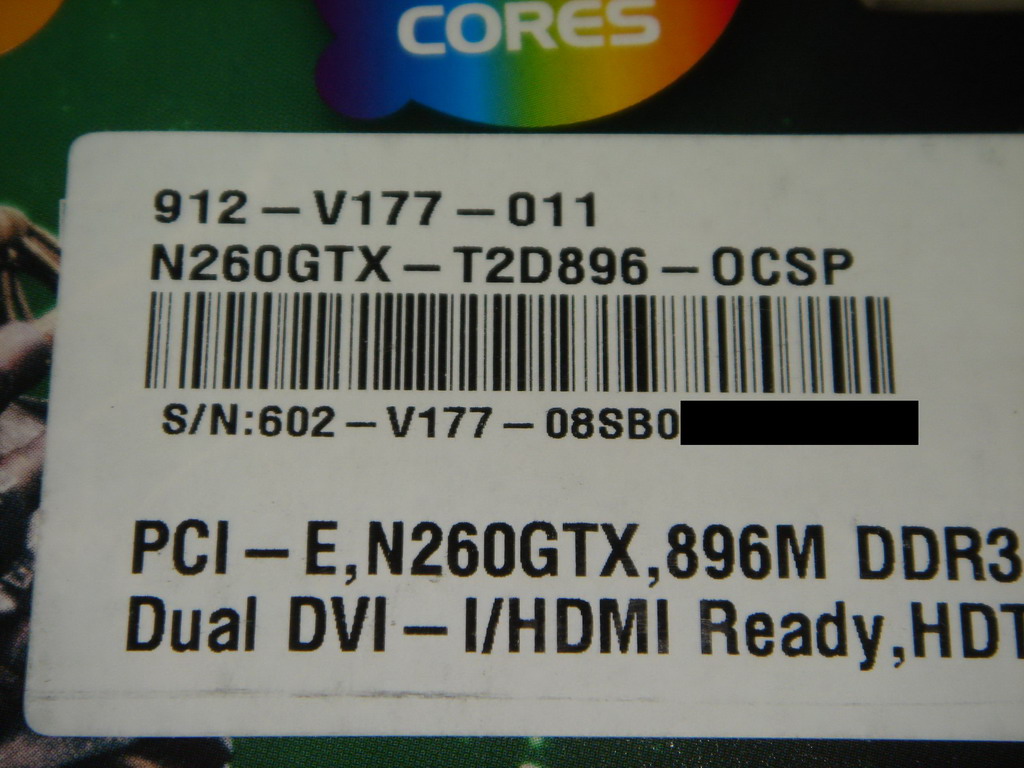 CORES
912-V177-011
N260GTX-T2D896-OCSP
S/N:602-V177-08SB0
PCI-E,N260GTX,896M DDR3
Dual DVI-I/HDMI Ready,HDT